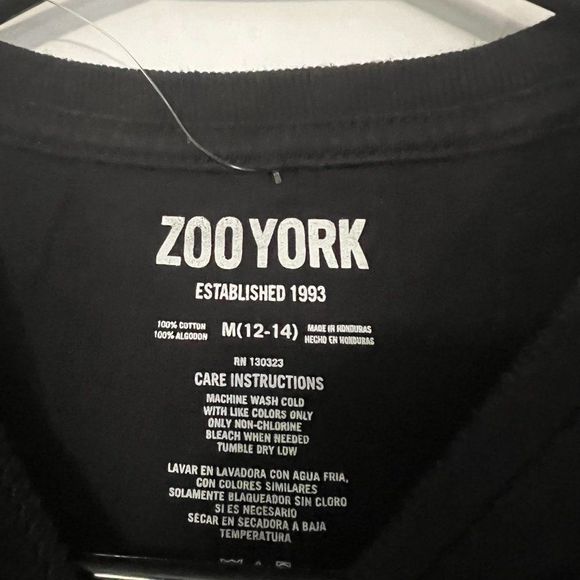 ZOO YORK
ESTABLISHED 1993
100% COTTON
100% ALGODON
M(12-14)
MADE IN HONDURAS
HECHO EN HONDURAS
RN 130323
CARE INSTRUCTIONS
MACHINE WASH COLD
WITH LIKE COLORS ONLY
ONLY NON-CHLORINE
BLEACH WHEN NEEDED
TUMBLE DRY LOW
LAVAR EN LAVADORA CON AGUA FRIA,
CON COLORES SIMILARES
SOLAMENTE BLAQUEADOR SIN CLORO
SI ES NECESARIO
SECAR EN SECADORA A BAJA
TEMPERATURA